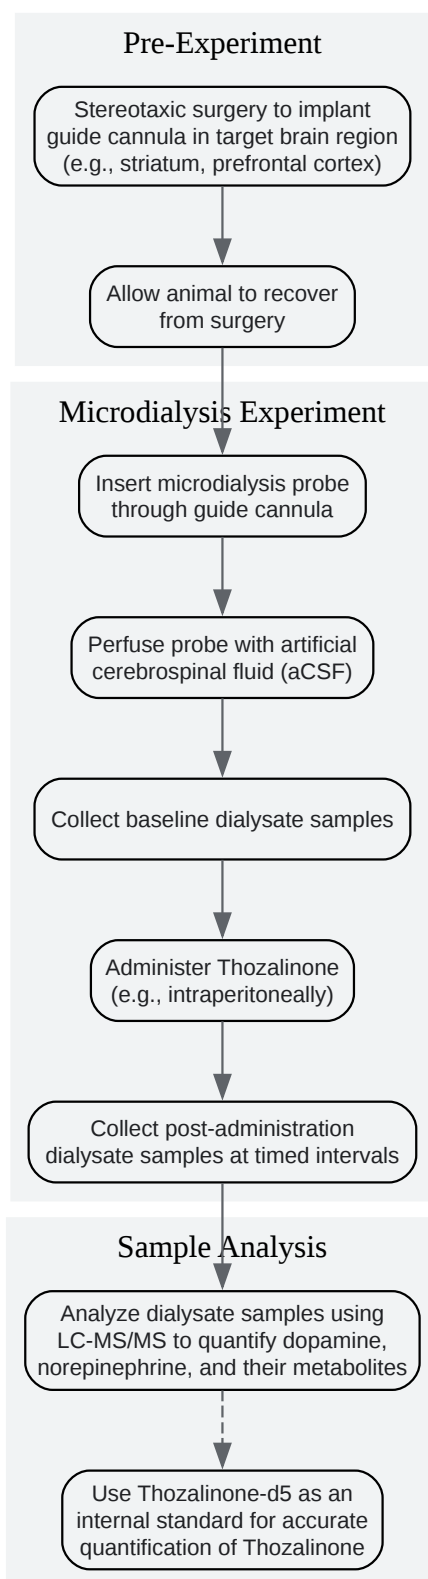 Pre-Experiment
Stereotaxic surgery to implant
guide cannula in target brain region
(e.g., striatum, prefrontal cortex)
Allow animal to recover
from surgery
Microdialysis Experiment
Insert microdialysis probe
through guide cannula
Perfuse probe with artificial
cerebrospinal fluid (aCSF)
Collect baseline dialysate samples
Administer Thozalinone
(e.g., intraperitoneally)
Collect post-administration
dialysate samples at timed intervals
Sample Analysis
Analyze dialysate samples using
LC-MS/MS to quantify dopamine,
norepinephrine, and their metabolites
Use Thozalinone-d5 as an
internal standard for accurate
quantification of Thozalinone